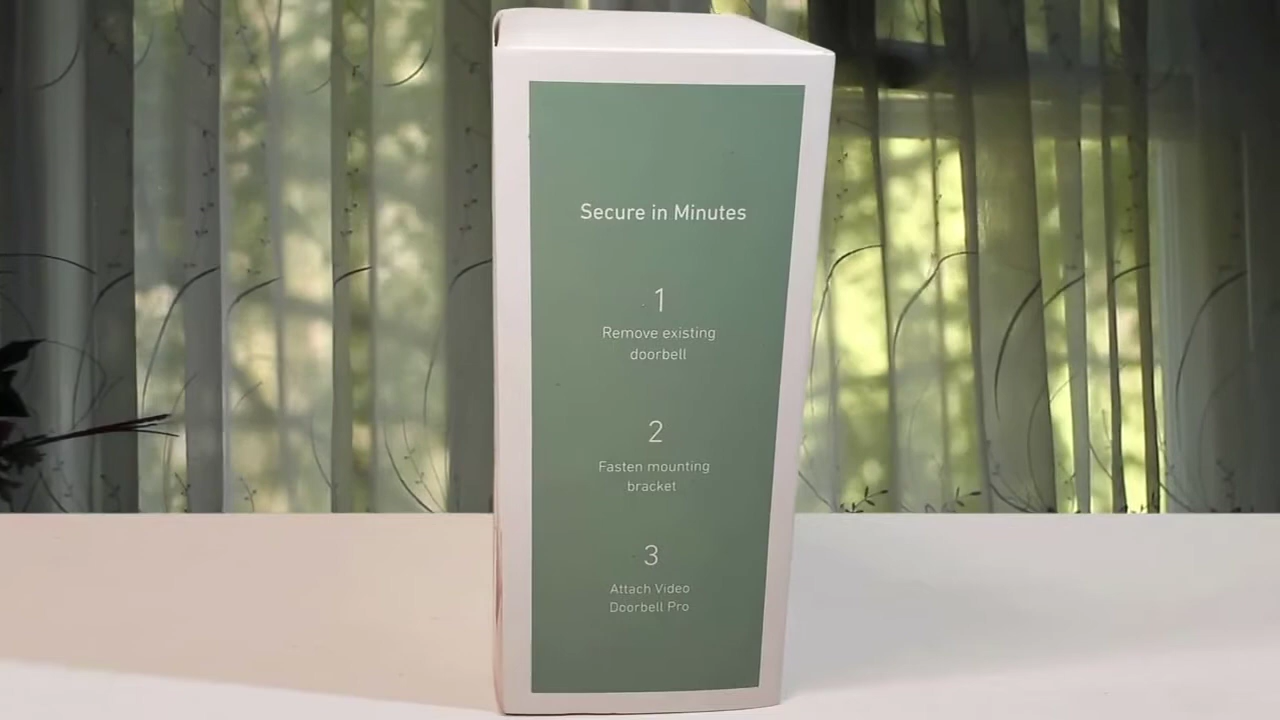 Secure in Minutes
1
Remove existing
doorbell
2
Fasten mounting
bracket
3
Attach Video
Doorbell Pro